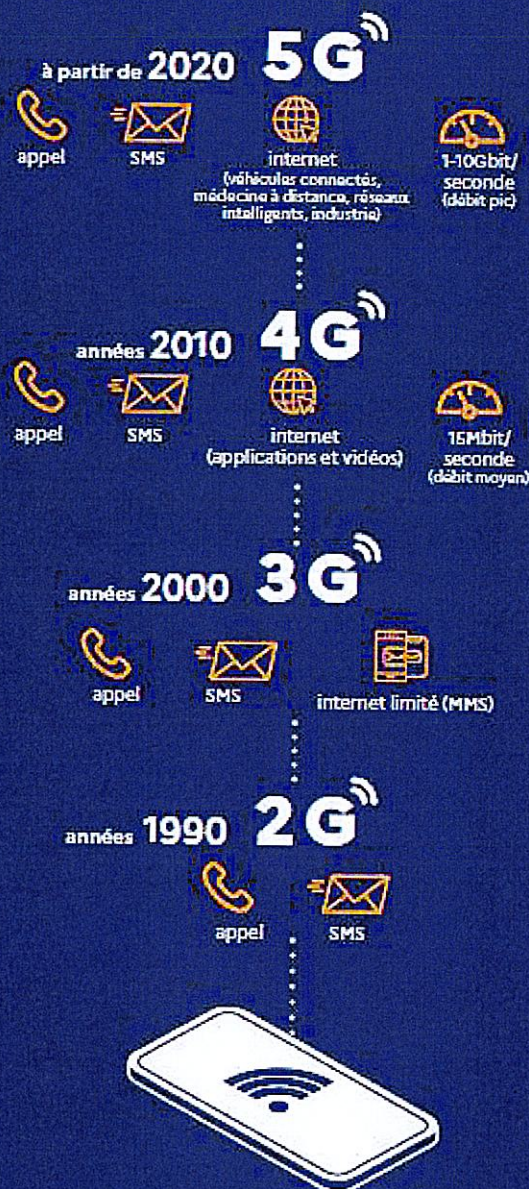 à partir de 2020 5G
appel
SMS
internet
(véhicules connectés,
médecine à distance, réseaux
intelligents, industrie)
1-10Gbit/
seconde
(débit pic)
années 2010 4G
appel
SMS
internet
(applications et vidéos)
15Mbit/
seconde
(débit moyen)
années 2000 3G
appel
SMS
internet limité (MMS)
années 1990 2G
appel
SMS